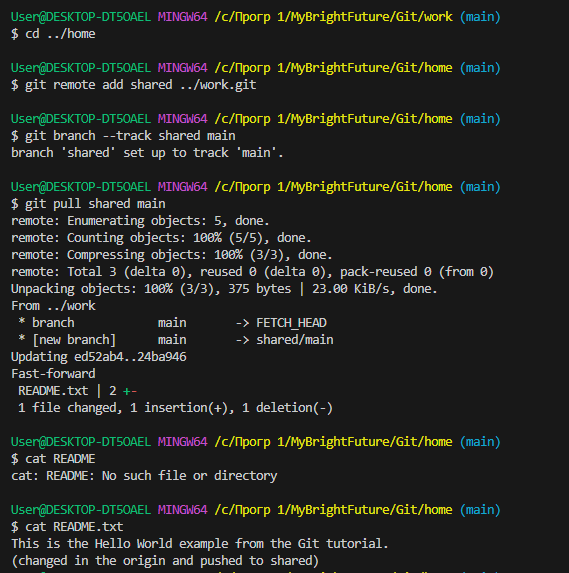 User@DESKTOP-DT5OAEL MINGW64 /c/Прогр 1/MyBrightFuture/Git/work (main)
$ cd ../home
User@DESKTOP-DT5OAEL MINGW64 /c/Прогр 1/MyBrightFuture/Git/home (main)
$ git remote add shared ../work.git
User@DESKTOP-DT5OAEL MINGW64 /c/Прогр 1/MyBrightFuture/Git/home (main)
$ git branch --track shared main
branch 'shared' set up to track 'main'.
User@DESKTOP-DT5OAEL MINGW64 /c/Прогр 1/MyBrightFuture/Git/home (main)
$ git pull shared main
remote: Enumerating objects: 5, done.
remote: Counting objects: 100% (5/5), done.
remote: Compressing objects: 100% (3/3), done.
remote: Total 3 (delta 0), reused 0 (delta 0), pack-reused 0 (from 0)
Unpacking objects: 100% (3/3), 375 bytes | 23.00 KiB/s, done.
From ../work
 * branch            main       -> FETCH_HEAD
 * [new branch]      main       -> shared/main
Updating ed52ab4..24ba946
Fast-forward
 README.txt | 2 +-
 1 file changed, 1 insertion(+), 1 deletion(-)
User@DESKTOP-DT5OAEL MINGW64 /c/Прогр 1/MyBrightFuture/Git/home (main)
$ cat README
cat: README: No such file or directory
User@DESKTOP-DT5OAEL MINGW64 /c/Прогр 1/MyBrightFuture/Git/home (main)
$ cat README.txt
This is the Hello World example from the Git tutorial.
(changed in the origin and pushed to shared)